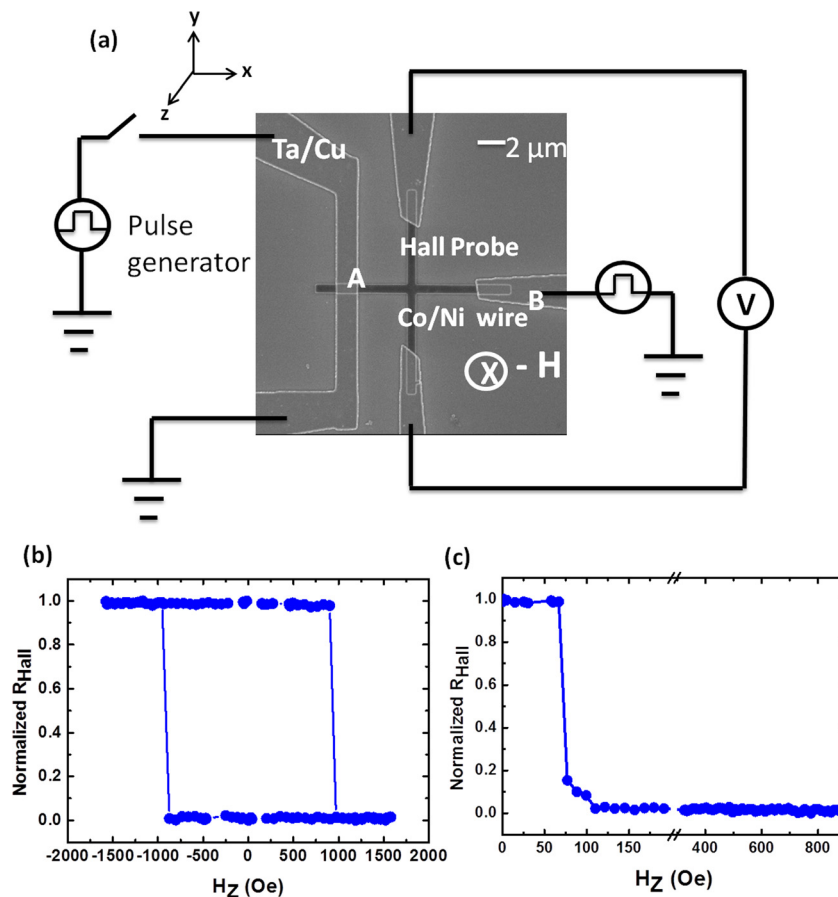 (a)
y
x
z
Ta/Cu
2 μm
Pulse
generator
Hall Probe
A
B
V
Co/Ni wire
X - H
(b)
Normalized R_Hall
1.0
0.8
0.6
0.4
0.2
0.0
-2000 -1500 -1000 -500 0 500 1000 1500 2000
H_Z (Oe)
(c)
Normalized R_Hall
1.0
0.8
0.6
0.4
0.2
0.0
0 50 100 150 400 600 800
H_Z (Oe)